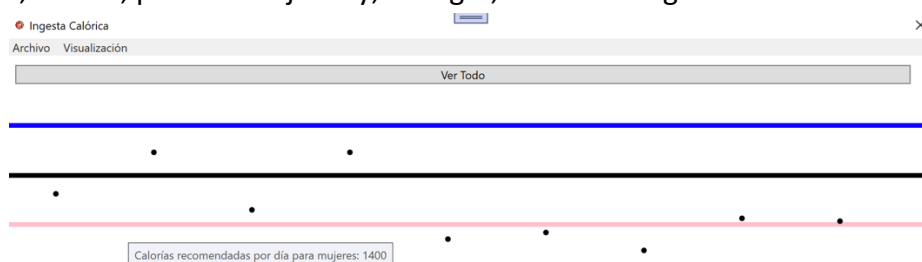 Ingesta Calórica
Archivo Visualización
Ver Todo
Calorías recomendadas por día para mujeres: 1400